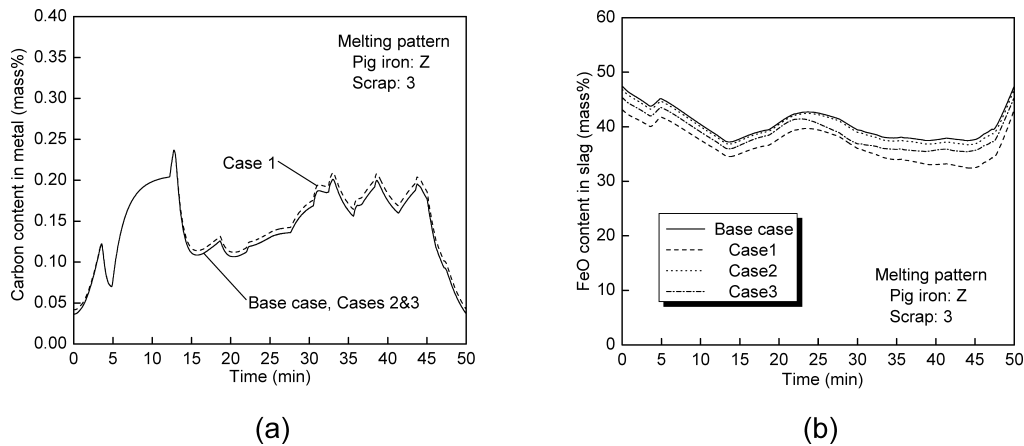 0.40
0.35
0.30
0.25
0.20
0.15
0.10
0.05
0.00
Carbon content in metal (mass%)
Melting pattern
Pig iron: Z
Scrap: 3
Case 1
Base case, Cases 2&3
0 5 10 15 20 25 30 35 40 45 50
Time (min)
(a)
60
50
40
30
20
10
0
FeO content in slag (mass%)
Base case
Case1
Case2
Case3
Melting pattern
Pig iron: Z
Scrap: 3
0 5 10 15 20 25 30 35 40 45 50
Time (min)
(b)